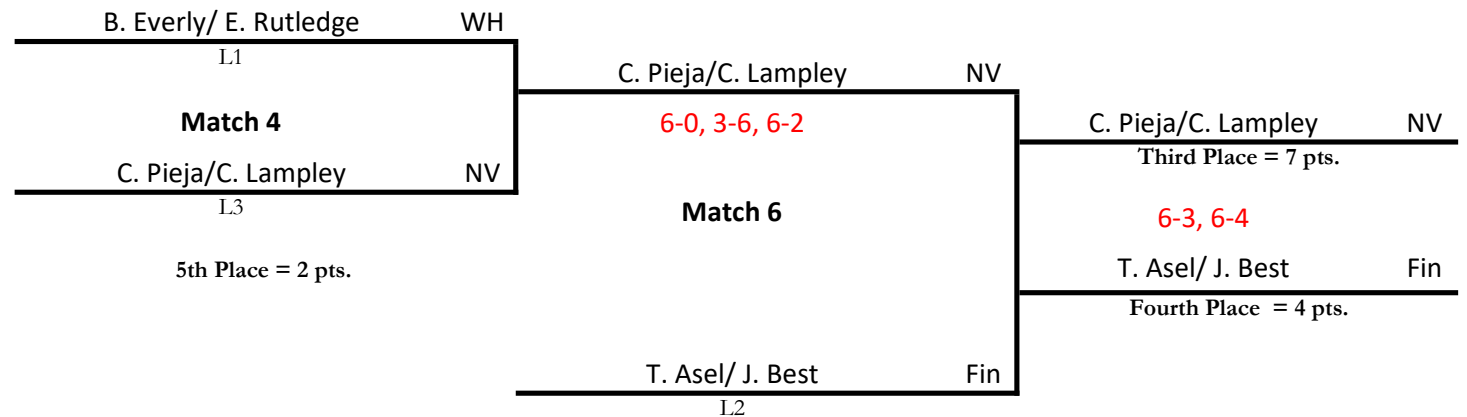 B. Everly/ E. Rutledge WH
L1
Match 4
C. Pieja/C. Lampley NV
L3
5th Place = 2 pts.
C. Pieja/C. Lampley NV
6-0, 3-6, 6-2
Match 6
T. Asel/ J. Best Fin
L2
C. Pieja/C. Lampley NV
Third Place = 7 pts.
6-3, 6-4
T. Asel/ J. Best Fin
Fourth Place = 4 pts.